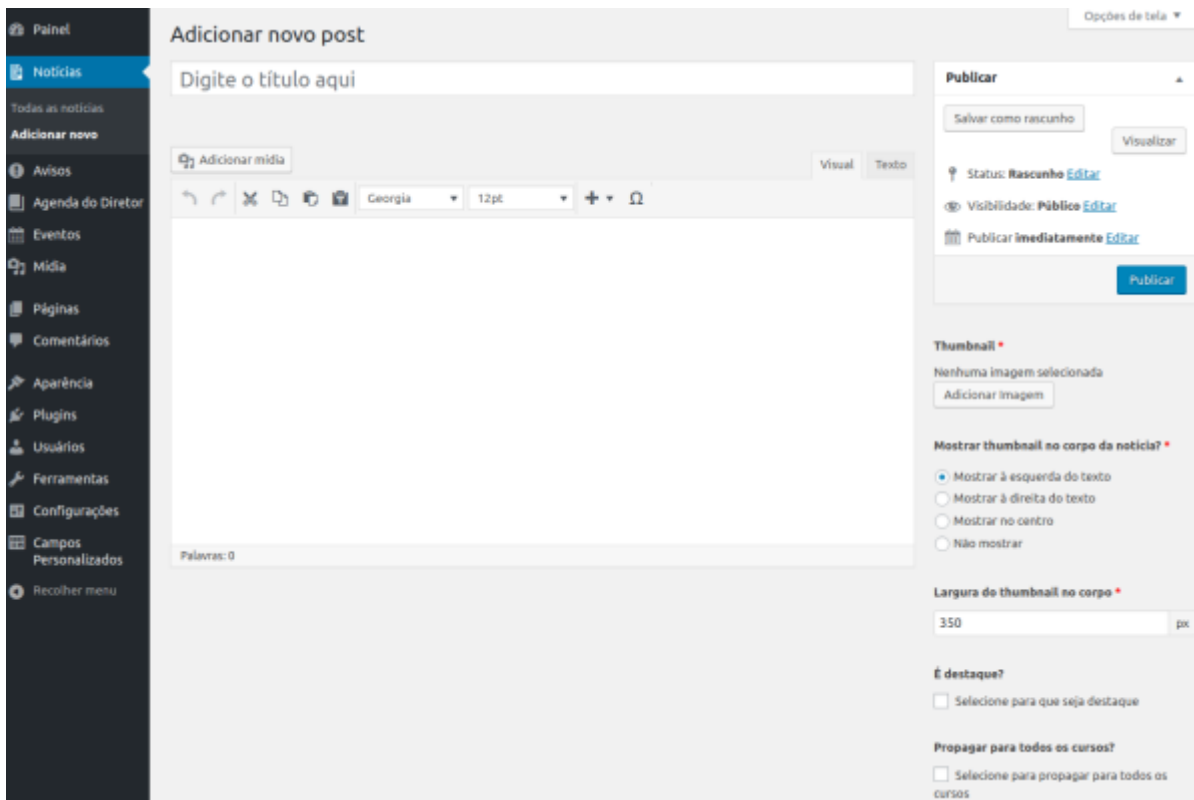 Painel
Notícias
Todas as notícias
Adicionar novo
Avisos
Agenda do Diretor
Eventos
Mídia
Páginas
Comentários
Aparência
Plugins
Usuários
Ferramentas
Configurações
Campos
Personalizados
Recolher menu
Opções de tela ▼
Adicionar novo post
Digite o título aqui
Adicionar mídia
Visual Texto
Georgia 12pt Ω
Palavras: 0
Publicar
Salvar como rascunho
Visualizar
Status: Rascunho Editar
Visibilidade: Público Editar
Publicar imediatamente Editar
Publicar
Thumbnail *
Nenhuma imagem selecionada
Adicionar Imagem
Mostrar thumbnail no corpo da notícia? *
Mostrar à esquerda do texto
Mostrar à direita do texto
Mostrar no centro
Não mostrar
Largura do thumbnail no corpo *
350 px
É destaque?
Selecione para que seja destaque
Propagar para todos os cursos?
Selecione para propagar para todos os
cursos